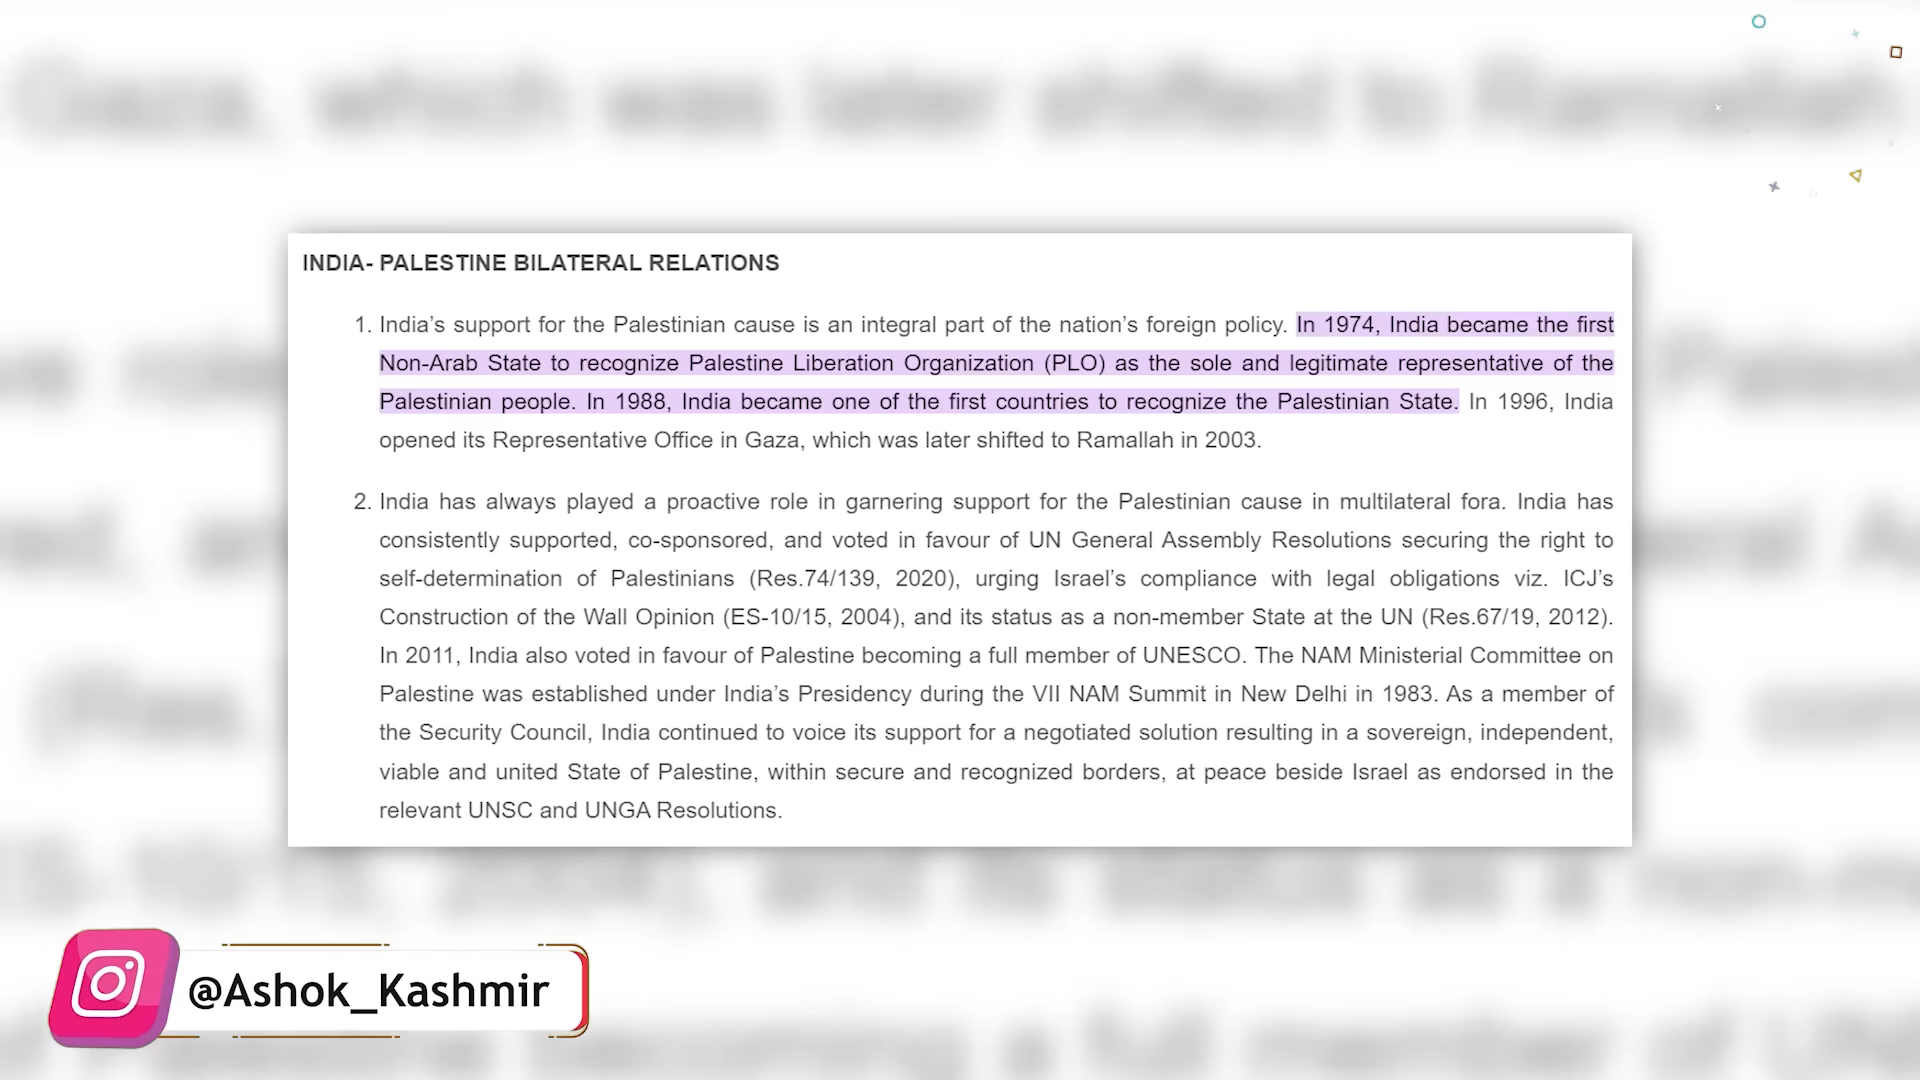 Gaza, which was later shifted to Ramallah
INDIA- PALESTINE BILATERAL RELATIONS
1. India’s support for the Palestinian cause is an integral part of the nation’s foreign policy. In 1974, India became the first
Non-Arab State to recognize Palestine Liberation Organization (PLO) as the sole and legitimate representative of the
Palestinian people. In 1988, India became one of the first countries to recognize the Palestinian State. In 1996, India
opened its Representative Office in Gaza, which was later shifted to Ramallah in 2003.
2. India has always played a proactive role in garnering support for the Palestinian cause in multilateral fora. India has
consistently supported, co-sponsored, and voted in favour of UN General Assembly Resolutions securing the right to
self-determination of Palestinians (Res.74/139, 2020), urging Israel’s compliance with legal obligations viz. ICJ’s
Construction of the Wall Opinion (ES-10/15, 2004), and its status as a non-member State at the UN (Res.67/19, 2012).
In 2011, India also voted in favour of Palestine becoming a full member of UNESCO. The NAM Ministerial Committee on
Palestine was established under India’s Presidency during the VII NAM Summit in New Delhi in 1983. As a member of
the Security Council, India continued to voice its support for a negotiated solution resulting in a sovereign, independent,
viable and united State of Palestine, within secure and recognized borders, at peace beside Israel as endorsed in the
relevant UNSC and UNGA Resolutions.
@Ashok_Kashmir